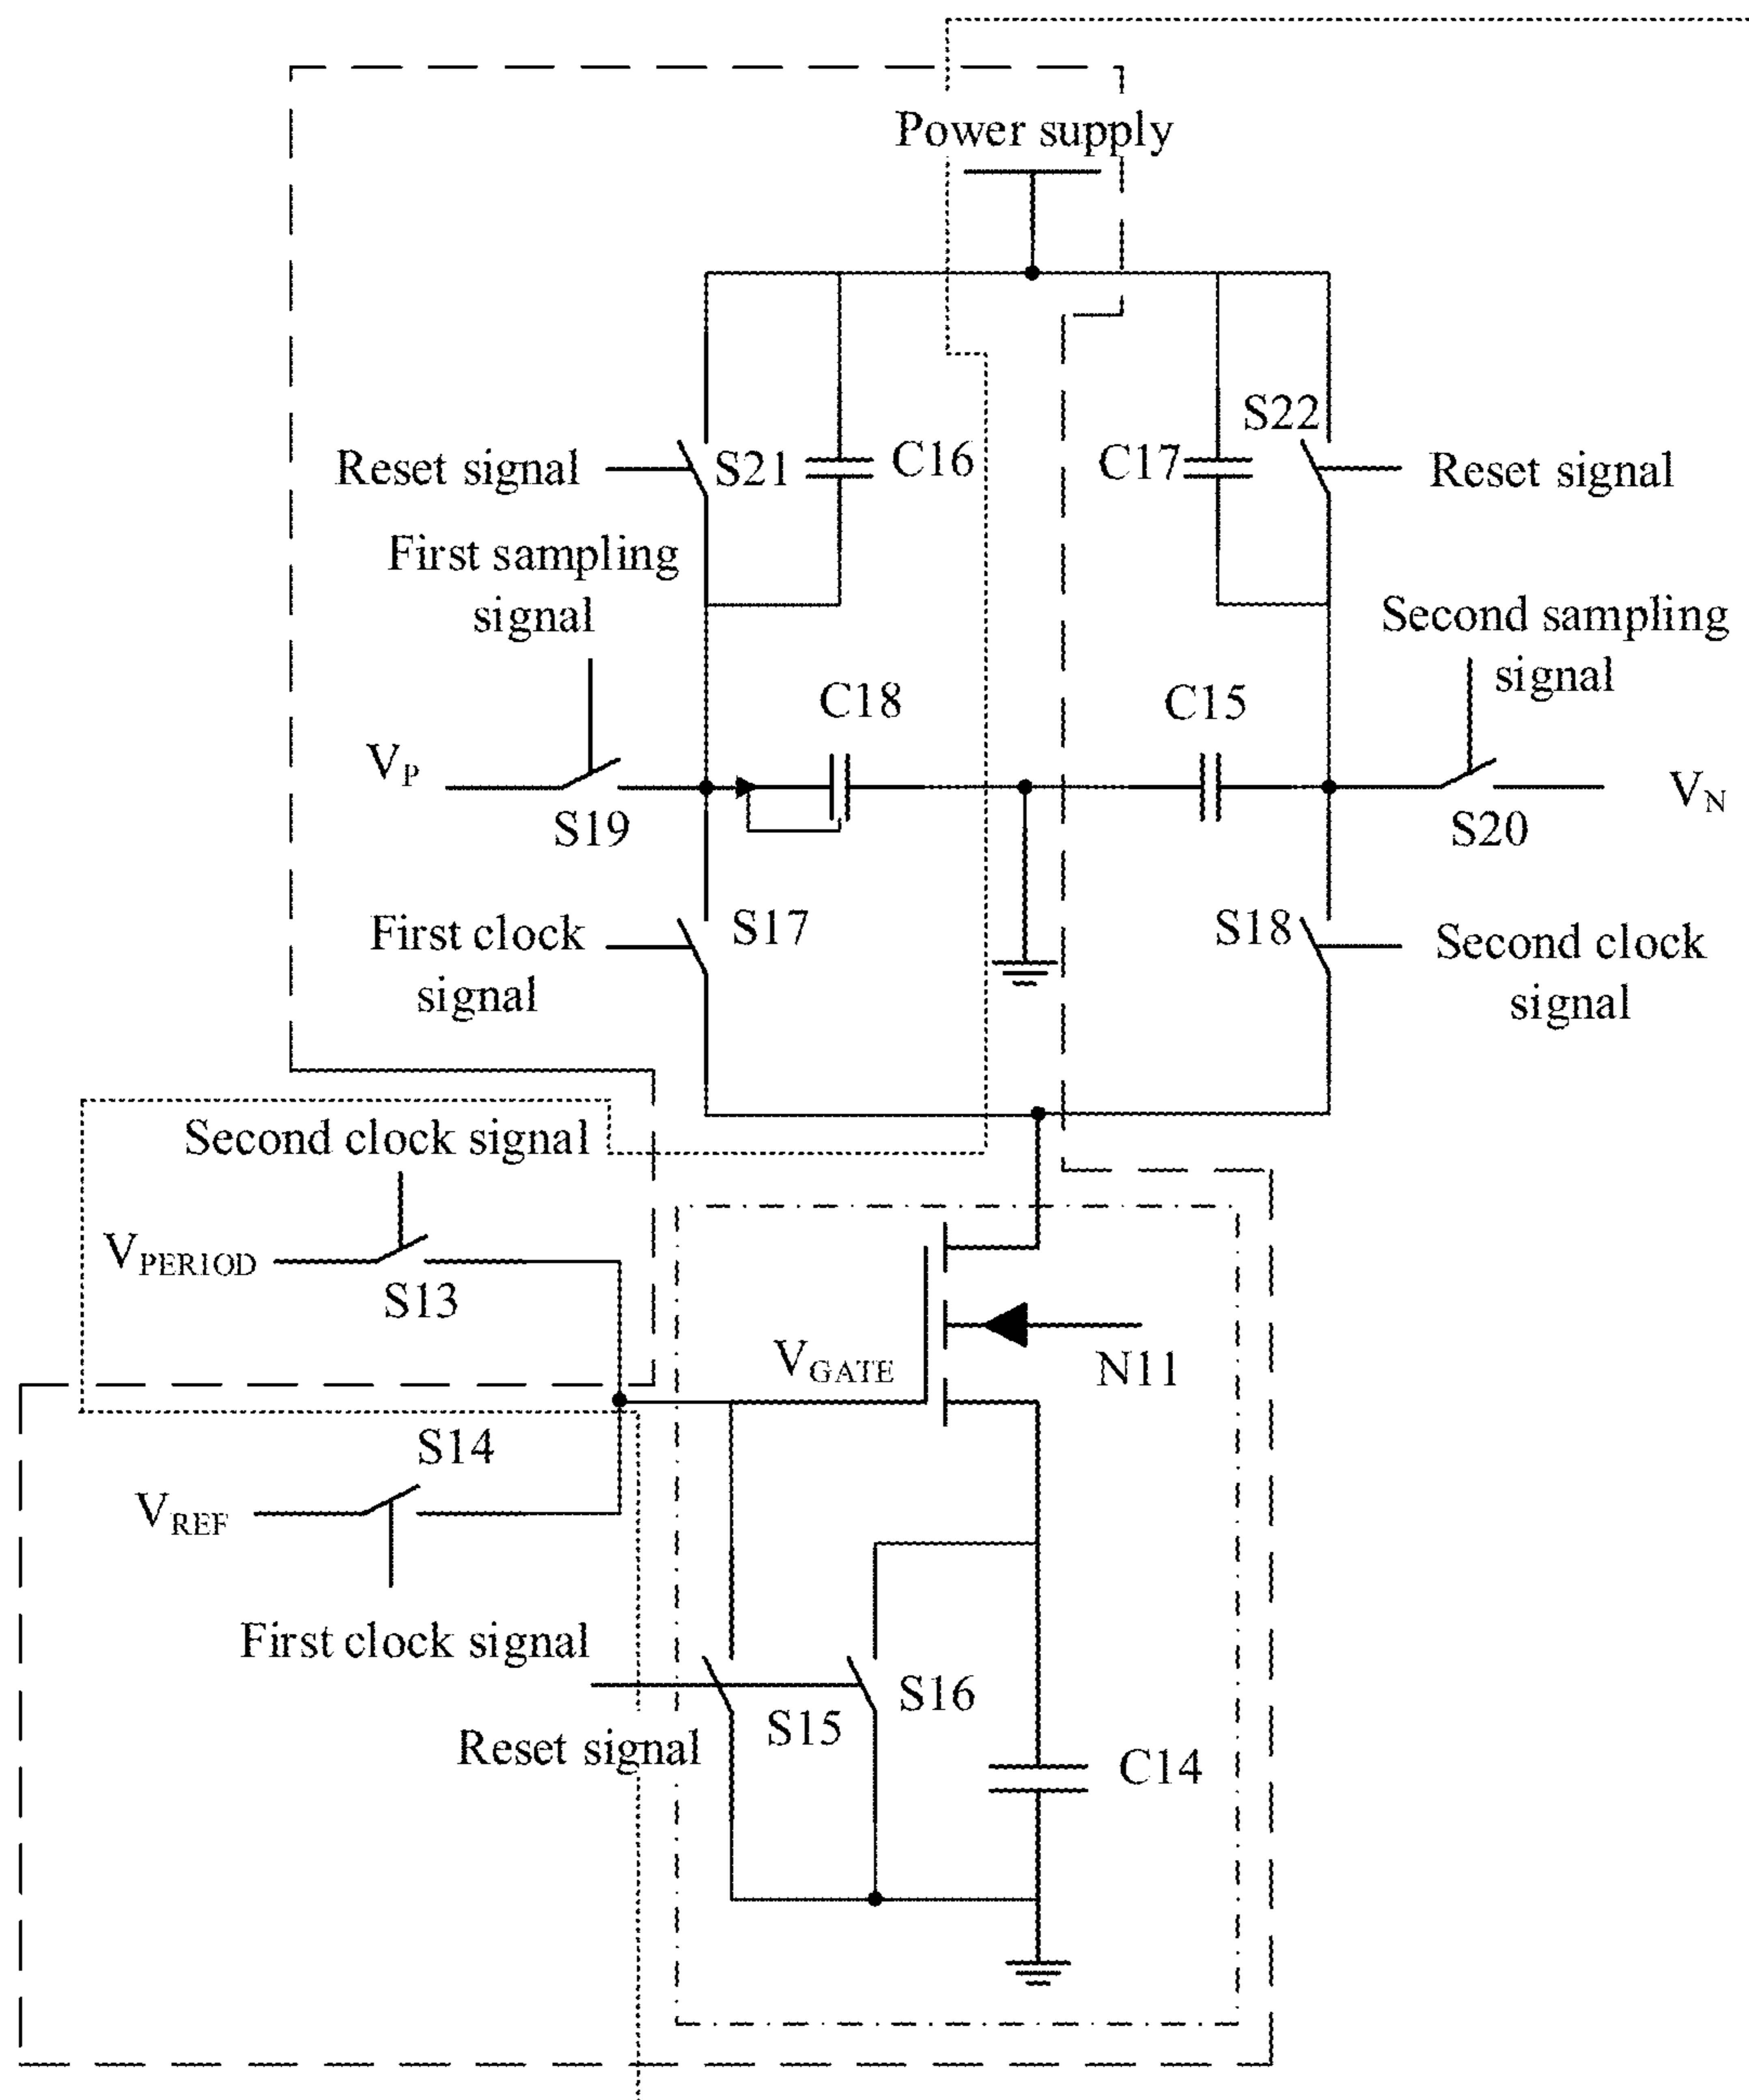 Power supply
S22
Reset signal
S21
C16
C17
Reset signal
First sampling
signal
Second sampling
signal
C18
C15
VP
VN
S19
S20
First clock
signal
S17
S18
Second clock
signal
Second clock signal
VPERIOD
S13
VGATE
N11
S14
VREF
First clock signal
S16
S15
Reset signal
C14